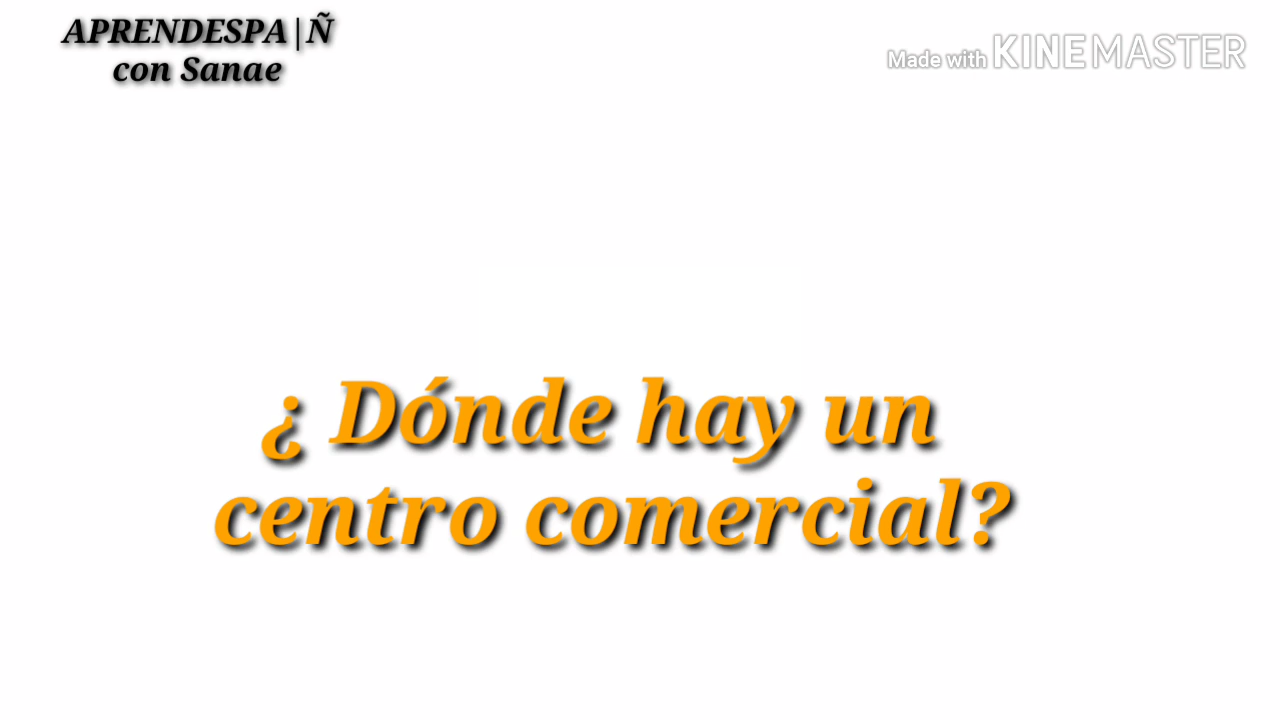 APRENDESPA|Ñ
con Sanae
Made with KINEMASTER
¿ Dónde hay un
centro comercial?